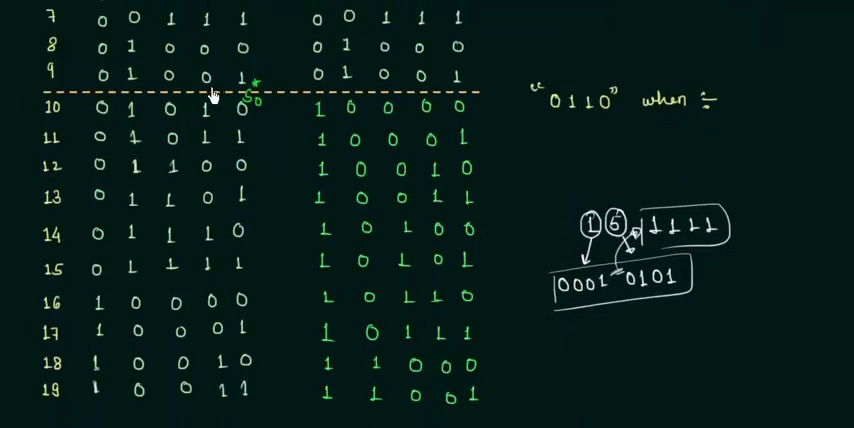 7 0 0 1 1 1 0 0 1 1 1
8 0 1 0 0 0 0 1 0 0 0
9 0 1 0 0 1 0 1 0 0 1
S0*
10 0 1 0 1 0 1 0 0 0 0
"0110" when ÷
11 0 1 0 1 1 1 0 0 0 1
12 0 1 1 0 0 1 0 0 1 0
13 0 1 1 0 1 1 0 0 1 1
14 0 1 1 1 0 1 0 1 0 0
1 5 1 1 1 1
15 0 1 1 1 1 1 0 1 0 1
0001 0101
16 1 0 0 0 0 1 0 1 1 0
17 1 0 0 0 1 1 0 1 1 1
18 1 0 0 1 0 1 1 0 0 0
19 1 0 0 1 1 1 1 0 0 1